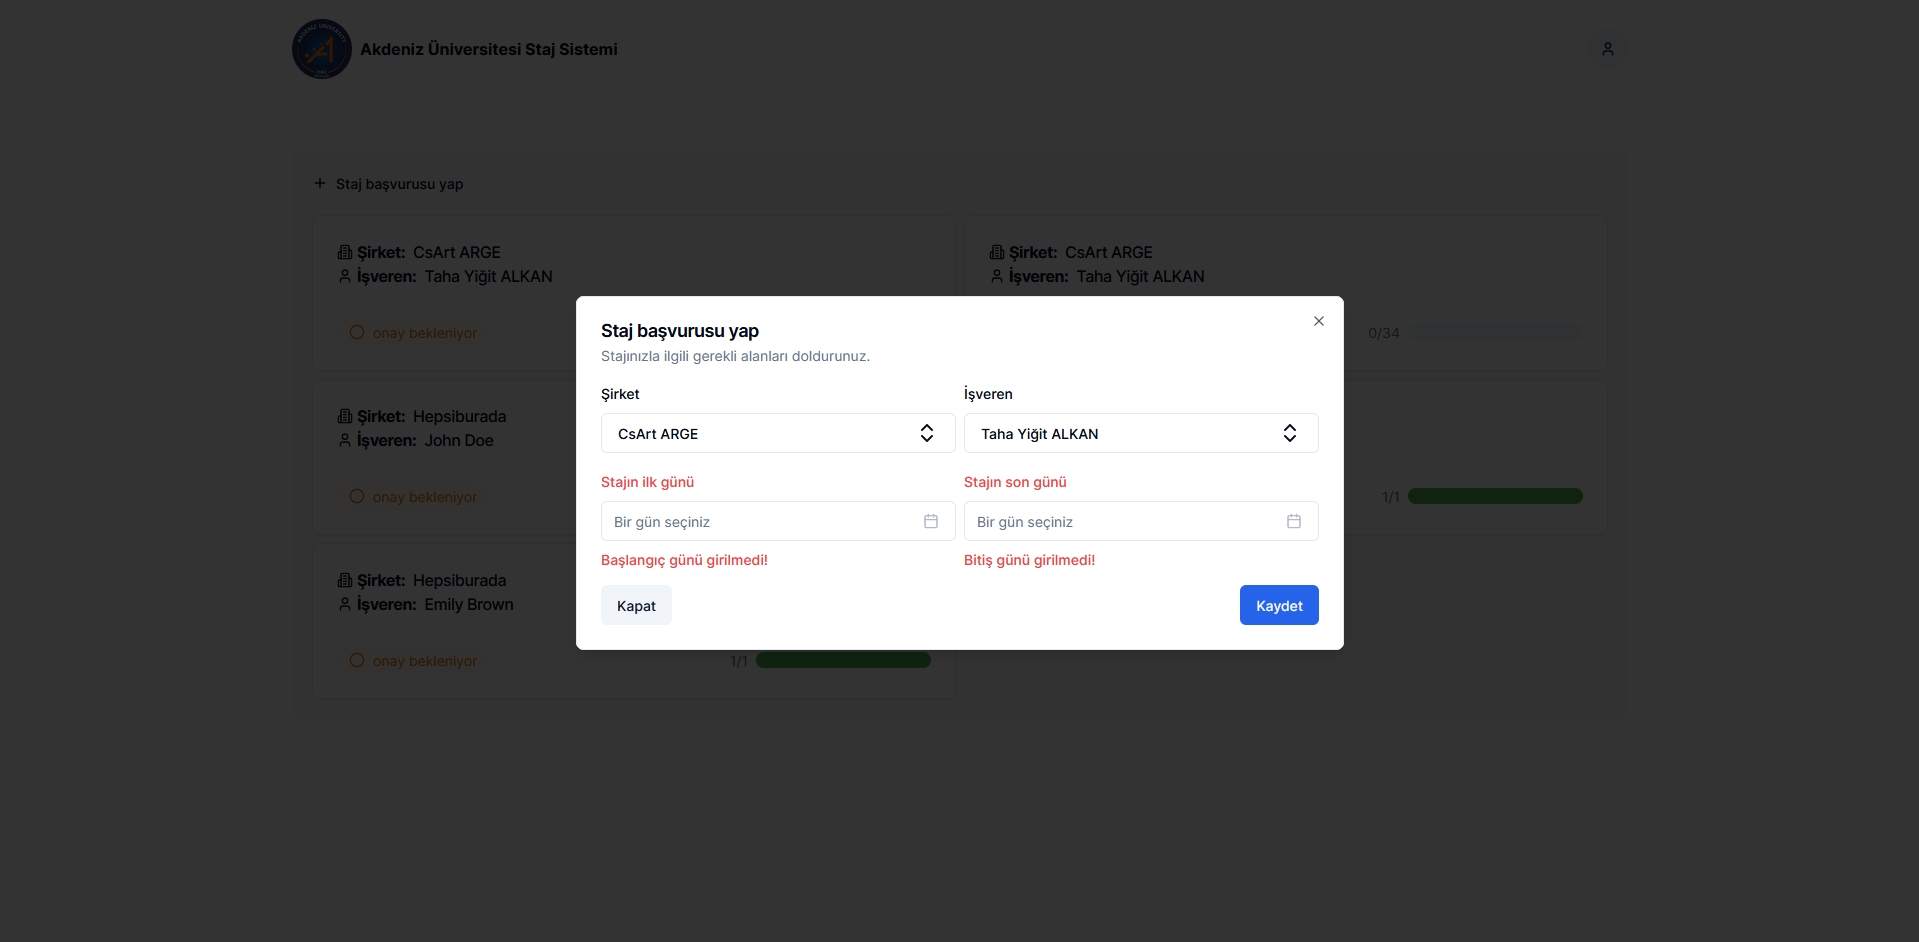 AKDENİZ UNIVERSITY
Akdeniz Üniversitesi Staj Sistemi
Staj başvurusu yap
Şirket: CsArt ARGE
İşveren: Taha Yiğit ALKAN
onay bekleniyor
Şirket: CsArt ARGE
İşveren: Taha Yiğit ALKAN
0/34
Şirket: Hepsiburada
İşveren: John Doe
onay bekleniyor
1/1
Şirket: Hepsiburada
İşveren: Emily Brown
onay bekleniyor
1/1
Staj başvurusu yap
Stajınızla ilgili gerekli alanları doldurunuz.
Şirket
İşveren
CsArt ARGE
Taha Yiğit ALKAN
Stajın ilk günü
Stajın son günü
Bir gün seçiniz
Bir gün seçiniz
Başlangıç günü girilmedi!
Bitiş günü girilmedi!
Kapat
Kaydet